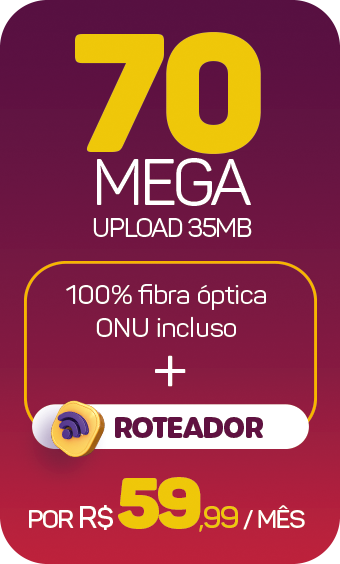 70
MEGA
UPLOAD 35MB
100% fibra óptica
ONU incluso
+
ROTEADOR
POR R$ 59,99 / MÊS